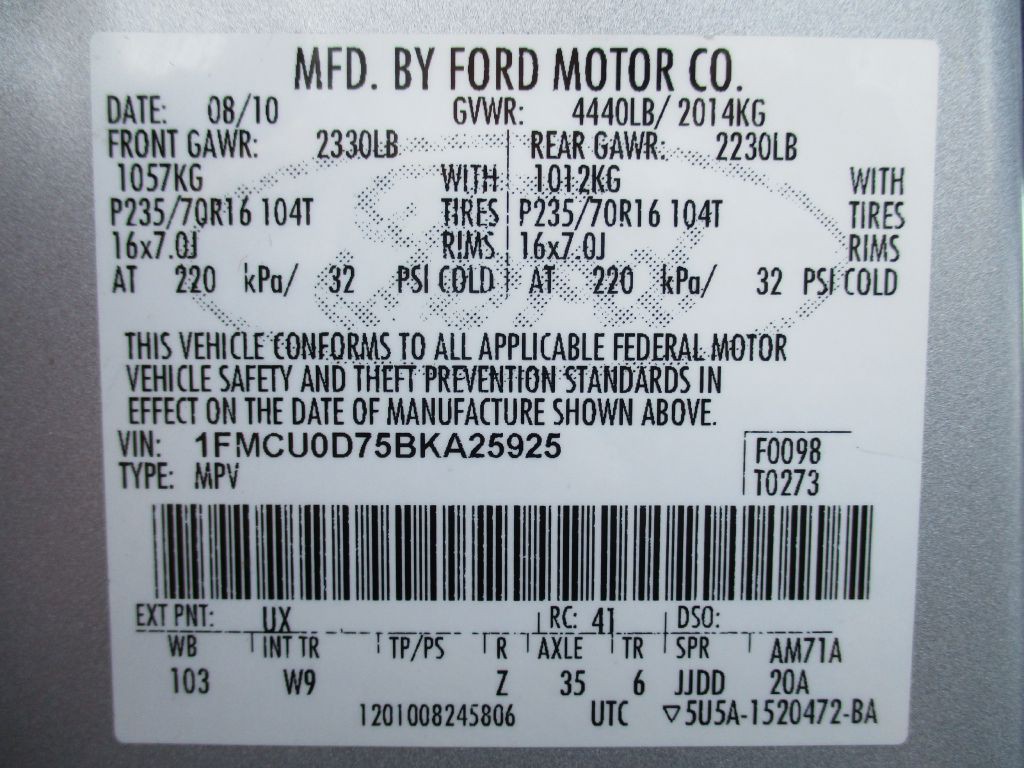 MFD. BY FORD MOTOR CO.
DATE: 08/10 GVWR: 4440LB/ 2014KG
FRONT GAWR: 2330LB REAR GAWR: 2230LB
1057KG WITH 1012KG WITH
P235/70R16 104T TIRES P235/70R16 104T TIRES
16x7.0J RIMS 16x7.0J RIMS
AT 220 kPa/ 32 PSI COLD AT 220 kPa/ 32 PSI COLD
THIS VEHICLE CONFORMS TO ALL APPLICABLE FEDERAL MOTOR
VEHICLE SAFETY AND THEFT PREVENTION STANDARDS IN
EFFECT ON THE DATE OF MANUFACTURE SHOWN ABOVE.
VIN: 1FMCU0D75BKA25925 F0098
TYPE: MPV T0273
EXT PNT: UX RC: 41 DSO:
WB INT TR TP/PS R AXLE TR SPR AM71A
103 W9 Z 35 6 JJDD 20A
1201008245806 UTC ▽5U5A-1520472-BA